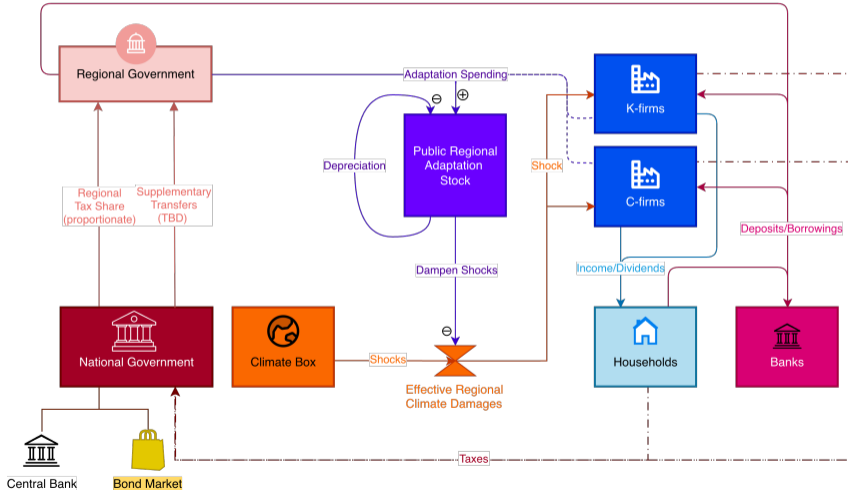 Regional Government
Adaptation Spending
K-firms
⊖
⊕
Public Regional
Adaptation
Stock
Depreciation
Shock
C-firms
Regional
Tax Share
(proportionate)
Supplementary
Transfers
(TBD)
Deposits/Borrowings
Dampen Shocks
Income/Dividends
⊖
National Government
Climate Box
Shocks
Households
Banks
Effective Regional
Climate Damages
Taxes
Central Bank
Bond Market